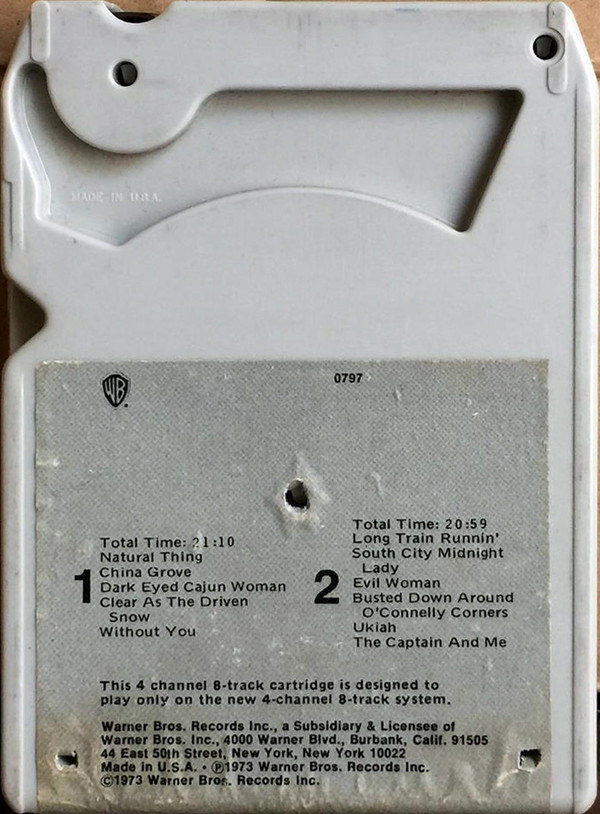 MADE IN U.S.A.
WB
0797
Total Time: 21:10
Natural Thing
1
China Grove
Dark Eyed Cajun Woman
Clear As The Driven
Snow
Without You
Total Time: 20:59
Long Train Runnin'
South City Midnight
Lady
2
Evil Woman
Busted Down Around
O'Connelly Corners
Ukiah
The Captain And Me
This 4 channel 8-track cartridge is designed to
play only on the new 4-channel 8-track system.
Warner Bros. Records Inc., a Subsidiary & Licensee of
Warner Bros. Inc., 4000 Warner Blvd., Burbank, Calif. 91505
44 East 50th Street, New York, New York 10022
Made in U.S.A. • ℗1973 Warner Bros. Records Inc.
©1973 Warner Bros. Records Inc.